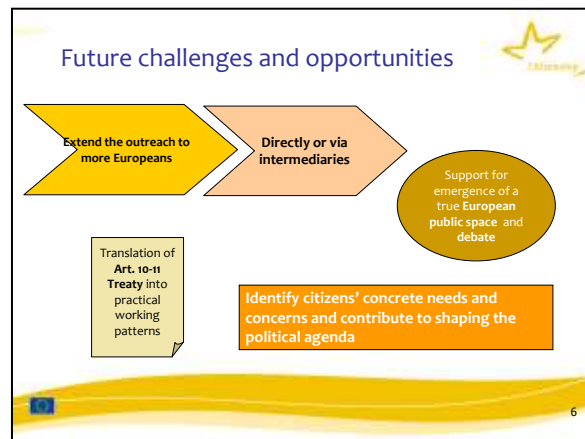 Future challenges and opportunities
Citizenship
Extend the outreach to
more Europeans
Directly or via
intermediaries
Support for
emergence of a
true European
public space and
debate
Translation of
Art. 10-11
Treaty into
practical
working
patterns
Identify citizens' concrete needs and
concerns and contribute to shaping the
political agenda
6